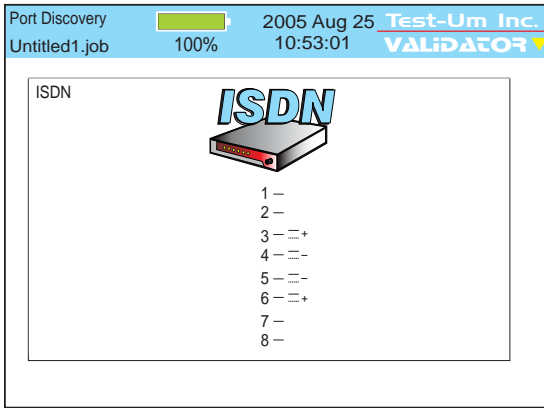 Port Discovery
2005 Aug 25
Test-Um Inc.
Untitled1.job
100%
10:53:01
VALiDATOR
ISDN
ISDN
1 –
2 –
3 – ⎓ +
4 – ⎓ –
5 – ⎓ –
6 – ⎓ +
7 –
8 –